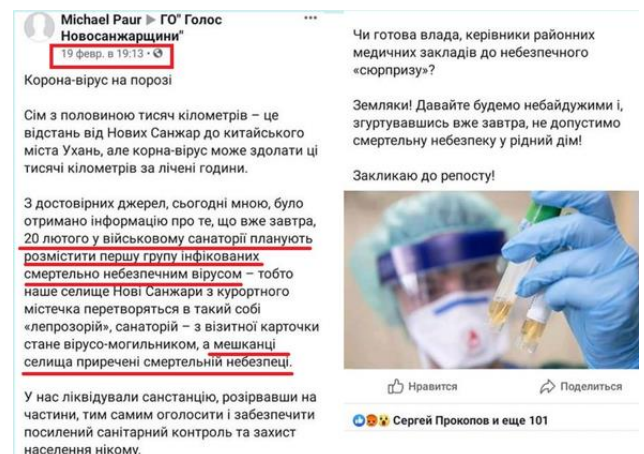 Michael Paur ▶ ГО" Голос
Новосанжарщини"
19 февр. в 19:13 ·
Корона-вірус на порозі
Сім з половиною тисяч кілометрів – це
відстань від Нових Санжар до китайського
міста Ухань, але корна-вірус може здолати ці
тисячі кілометрів за лічені години.
З достовірних джерел, сьогодні мною, було
отримано інформацію про те, що вже завтра,
20 лютого у військовому санаторії планують
розмістити першу групу інфікованих
смертельно небезпечним вірусом – тобто
наше селище Нові Санжари з курортного
містечка перетворяться в такий собі
«лепрозорій», санаторій – з візитної карточки
стане вірусо-могильником, а мешканці
селища приречені смертельній небезпеці.
У нас ліквідували санстанцію, розірвавши на
частини, тим самим оголосити і забезпечити
посилений санітарний контроль та захист
населення нікому.
Чи готова влада, керівники районних
медичних закладів до небезпечного
«сюрпризу»?
Земляки! Давайте будемо небайдужими і,
згуртувавшись вже завтра, не допустимо
смертельну небезпеку у рідний дім!
Закликаю до репосту!
Нравится
Поделиться
Сергей Прокопов и еще 101